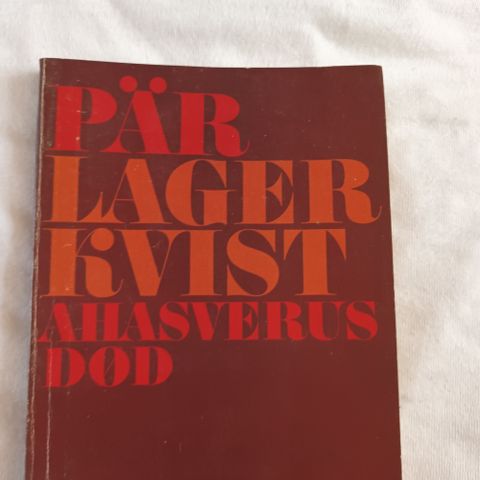 PÄR
LAGER
KVIST
AHASVERUS
DØD